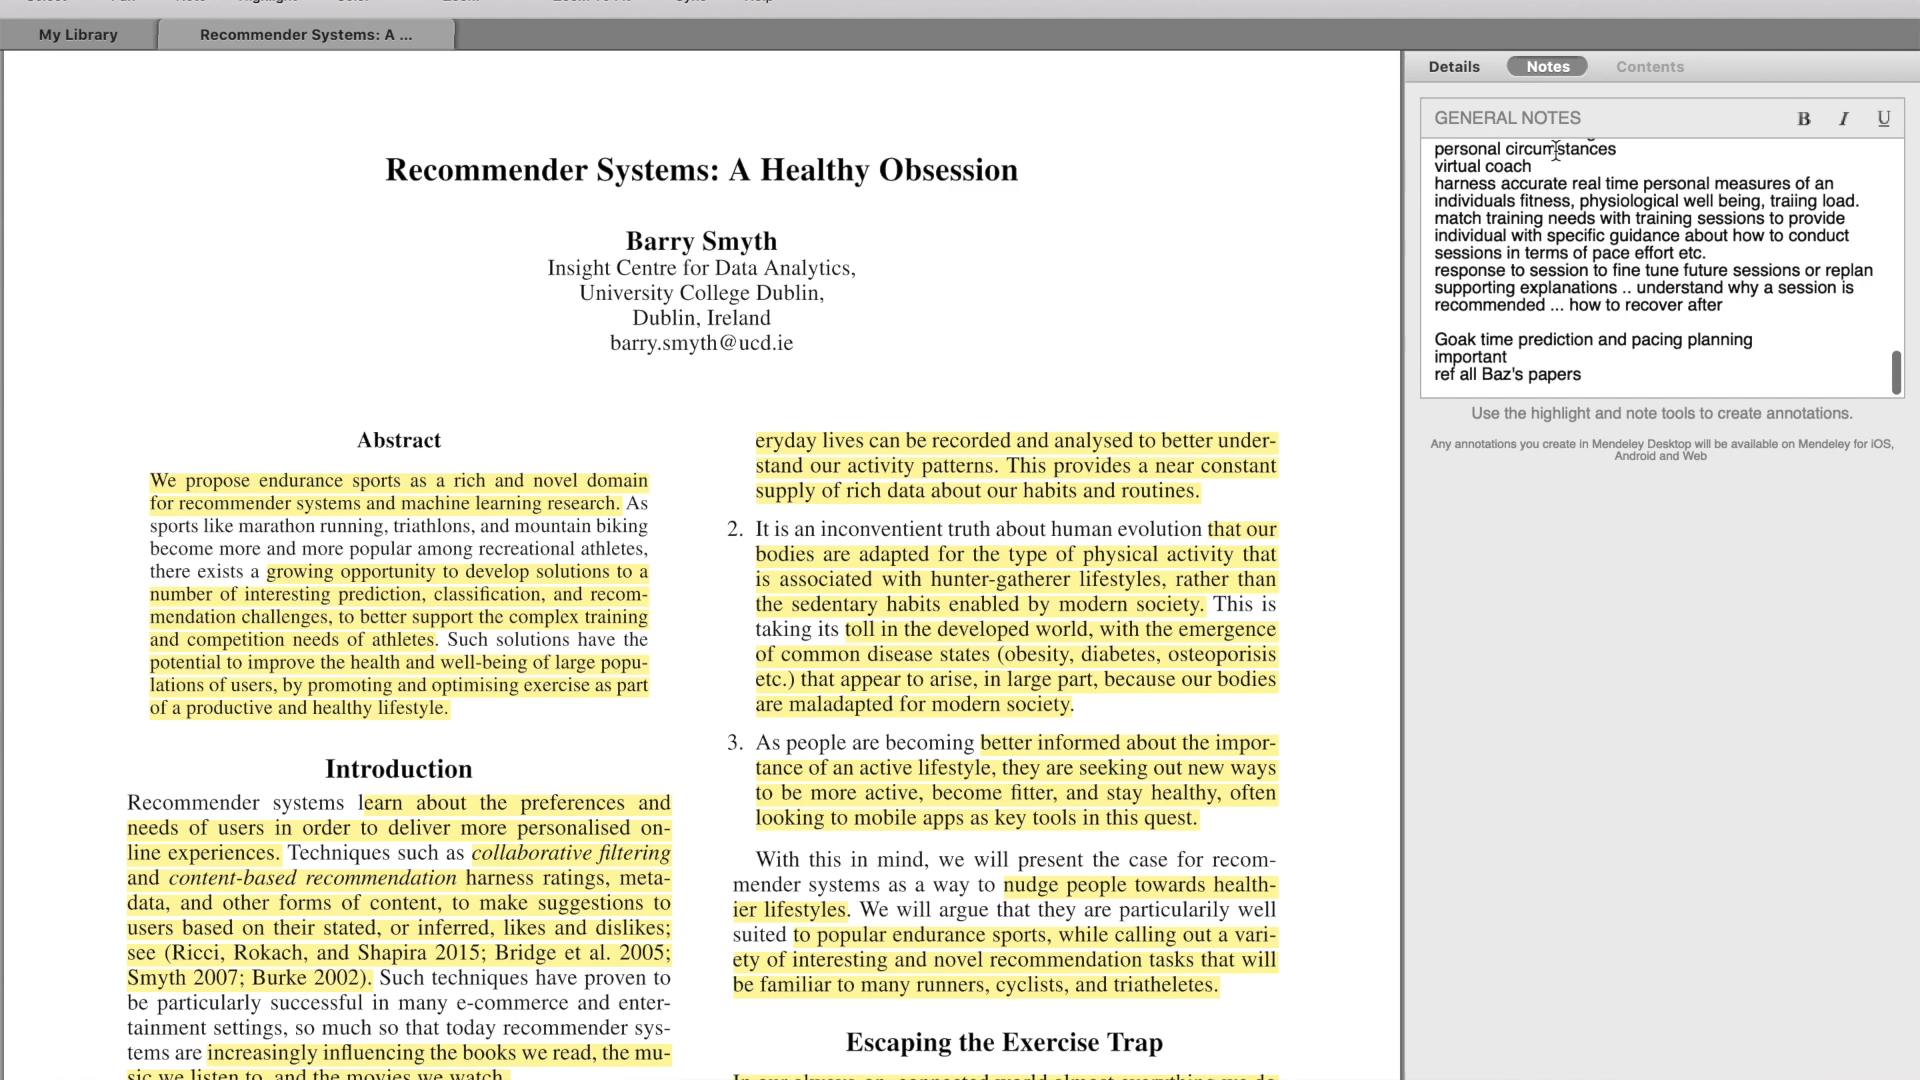 My Library
Recommender Systems: A ...
Details
Notes
Contents
GENERAL NOTES
B I U
personal circumstances
virtual coach
harness accurate real time personal measures of an
individuals fitness, physiological well being, traiing load.
match training needs with training sessions to provide
individual with specific guidance about how to conduct
sessions in terms of pace effort etc.
response to session to fine tune future sessions or replan
supporting explanations .. understand why a session is
recommended ... how to recover after
Goak time prediction and pacing planning
important
ref all Baz's papers
Use the highlight and note tools to create annotations.
Any annotations you create in Mendeley Desktop will be available on Mendeley for iOS,
Android and Web
Recommender Systems: A Healthy Obsession
Barry Smyth
Insight Centre for Data Analytics,
University College Dublin,
Dublin, Ireland
barry.smyth@ucd.ie
Abstract
We propose endurance sports as a rich and novel domain
for recommender systems and machine learning research. As
sports like marathon running, triathlons, and mountain biking
become more and more popular among recreational athletes,
there exists a growing opportunity to develop solutions to a
number of interesting prediction, classification, and recom-
mendation challenges, to better support the complex training
and competition needs of athletes. Such solutions have the
potential to improve the health and well-being of large popu-
lations of users, by promoting and optimising exercise as part
of a productive and healthy lifestyle.
Introduction
Recommender systems learn about the preferences and
needs of users in order to deliver more personalised on-
line experiences. Techniques such as collaborative filtering
and content-based recommendation harness ratings, meta-
data, and other forms of content, to make suggestions to
users based on their stated, or inferred, likes and dislikes;
see (Ricci, Rokach, and Shapira 2015; Bridge et al. 2005;
Smyth 2007; Burke 2002). Such techniques have proven to
be particularly successful in many e-commerce and enter-
tainment settings, so much so that today recommender sys-
tems are increasingly influencing the books we read, the mu-
sic we listen to, and the movies we watch.
eryday lives can be recorded and analysed to better under-
stand our activity patterns. This provides a near constant
supply of rich data about our habits and routines.
2. It is an inconventient truth about human evolution that our
bodies are adapted for the type of physical activity that
is associated with hunter-gatherer lifestyles, rather than
the sedentary habits enabled by modern society. This is
taking its toll in the developed world, with the emergence
of common disease states (obesity, diabetes, osteoporisis
etc.) that appear to arise, in large part, because our bodies
are maladapted for modern society.
3. As people are becoming better informed about the impor-
tance of an active lifestyle, they are seeking out new ways
to be more active, become fitter, and stay healthy, often
looking to mobile apps as key tools in this quest.
With this in mind, we will present the case for recom-
mender systems as a way to nudge people towards health-
ier lifestyles. We will argue that they are particularily well
suited to popular endurance sports, while calling out a vari-
ety of interesting and novel recommendation tasks that will
be familiar to many runners, cyclists, and triatheletes.
Escaping the Exercise Trap